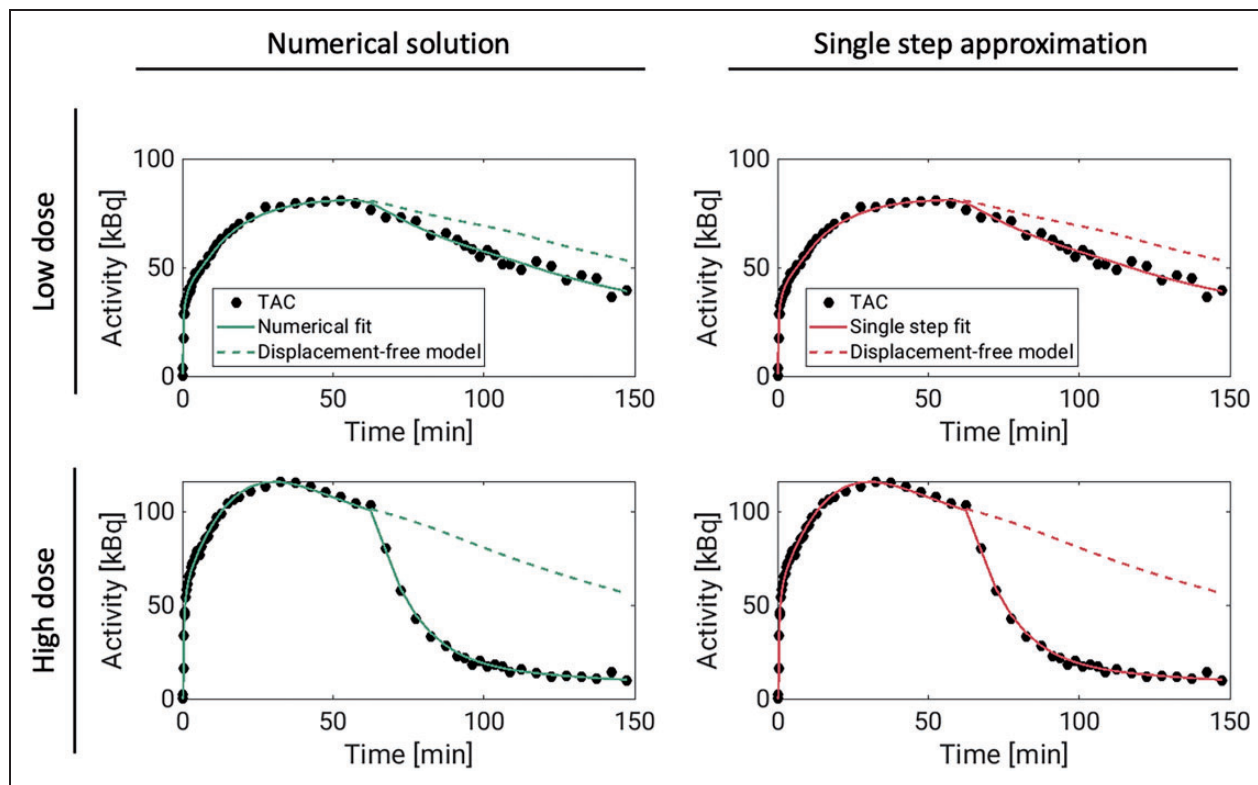 Numerical solution
Single step approximation
Low dose
Activity [kBq]
100
50
0
TAC
Numerical fit
Displacement-free model
0 50 100 150
Time [min]
Activity [kBq]
100
50
0
TAC
Single step fit
Displacement-free model
0 50 100 150
Time [min]
High dose
Activity [kBq]
100
50
0
0 50 100 150
Time [min]
Activity [kBq]
100
50
0
0 50 100 150
Time [min]